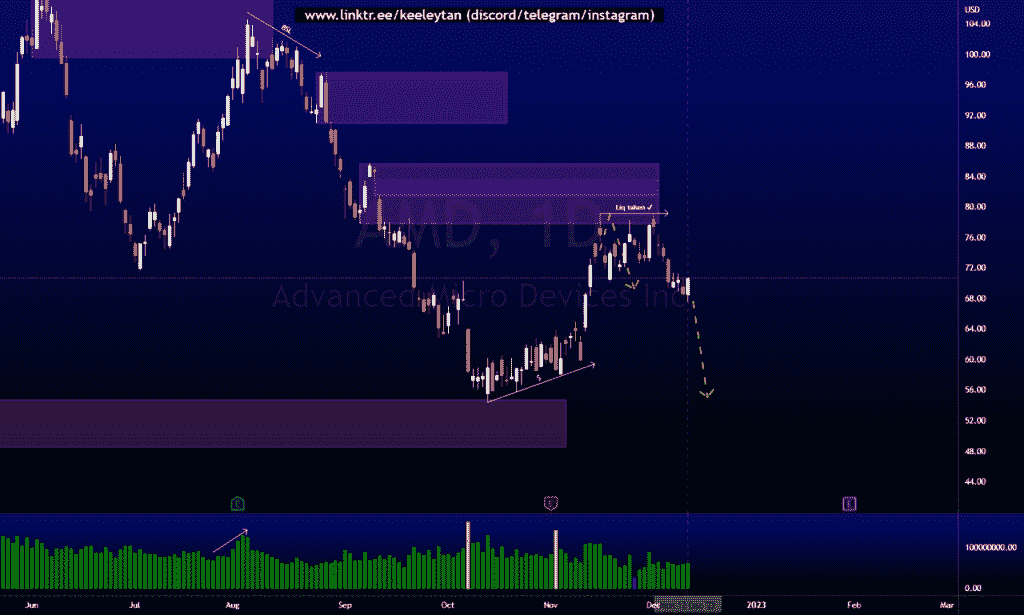 www.linktr.ee/keeleytan (discord/telegram/instagram)
USD
104.00
100.00
96.00
92.00
88.00
84.00
80.00
76.00
72.00
68.00
64.00
60.00
56.00
52.00
48.00
44.00
Liq taken ✓
AMD, 1D
Advanced Micro Devices Inc
E
E
E
100000000.00
0.00
Jun
Jul
Aug
Sep
Oct
Nov
Dec
2023
Feb
Mar